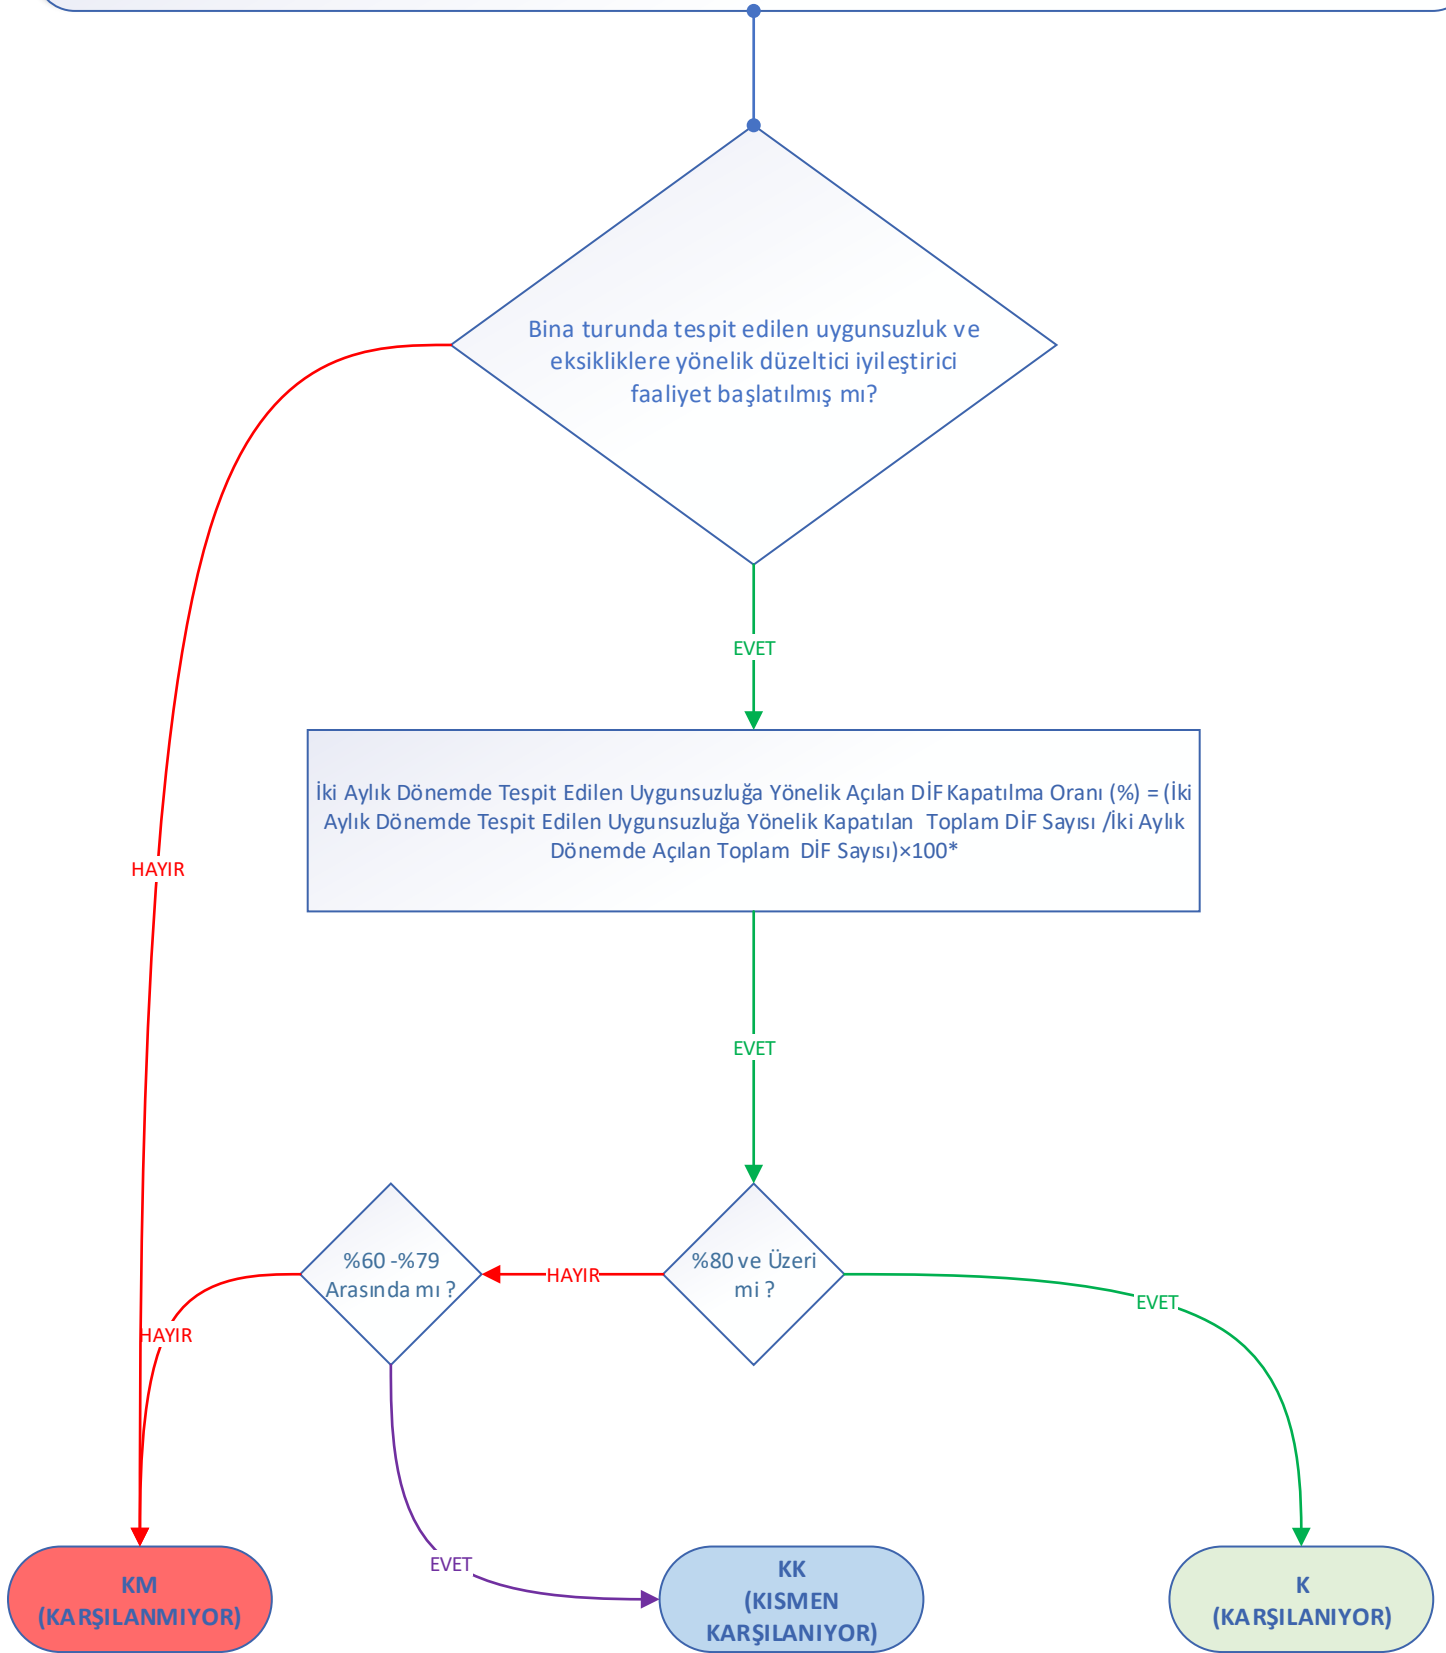 Bina turunda tespit edilen uygunsuzluk ve
eksikliklere yönelik düzeltici iyileştirici
faaliyet başlatılmış mı?
EVET
İki Aylık Dönemde Tespit Edilen Uygunsuzluğa Yönelik Açılan DİF Kapatılma Oranı (%) = (İki
Aylık Dönemde Tespit Edilen Uygunsuzluğa Yönelik Kapatılan Toplam DİF Sayısı /İki Aylık
Dönemde Açılan Toplam DİF Sayısı)×100*
HAYIR
EVET
%60 -%79
Arasında mı ?
HAYIR
%80 ve Üzeri
mi ?
EVET
HAYIR
EVET
KM
(KARŞILANMIYOR)
KK
(KISMEN
KARŞILANIYOR)
K
(KARŞILANIYOR)